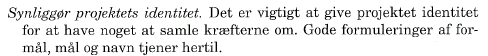 Synliggør projektets identitet. Det er vigtigt at give projektet identitet
for at have noget at samle kræfterne om. Gode formuleringer af for-
mål, mål og navn tjener hertil.